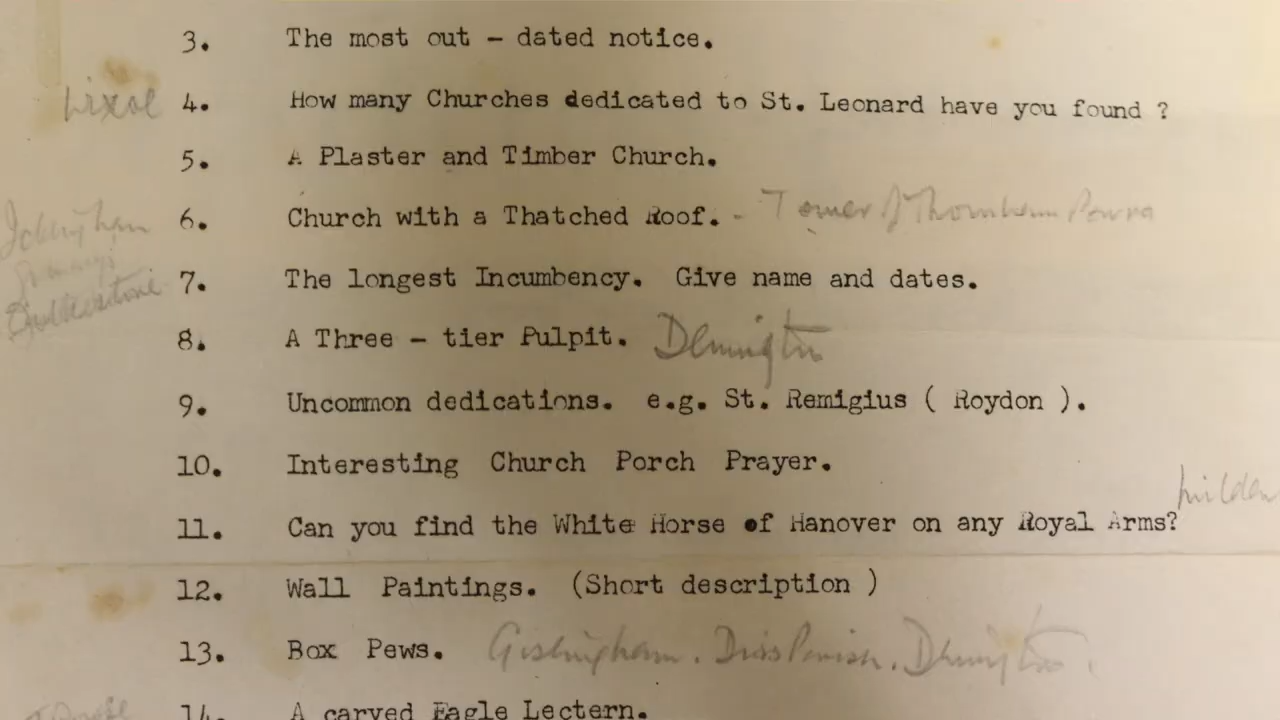 3. The most out - dated notice.
4. How many Churches dedicated to St. Leonard have you found ?
5. A Plaster and Timber Church.
6. Church with a Thatched Roof. - Tower of Thornham Parva
7. The longest Incumbency. Give name and dates.
8. A Three - tier Pulpit. Dennington
9. Uncommon dedications. e.g. St. Remigius ( Roydon ).
10. Interesting Church Porch Prayer.
11. Can you find the White Horse of Hanover on any Royal Arms?
12. Wall Paintings. (Short description )
13. Box Pews. Gislingham. Diss Parish. Dennington.
14. A carved Eagle Lectern.